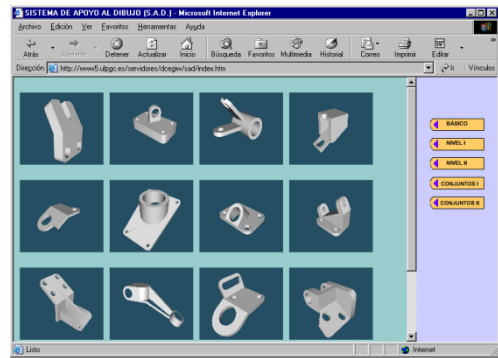 SISTEMA DE APOYO AL DIBUJO (S.A.D.) - Microsoft Internet Explorer
Archivo Edición Ver Favoritos Herramientas Ayuda
Atrás Adelante Detener Actualizar Inicio Búsqueda Favoritos Multimedia Historial Correo Imprimir Editar
Dirección http://www5.ulpgc.es/servidores/dcegiw/sad/index.htm Ir Vínculos
BÁSICO
NIVEL I
NIVEL II
CONJUNTOS I
CONJUNTOS II
Listo Internet